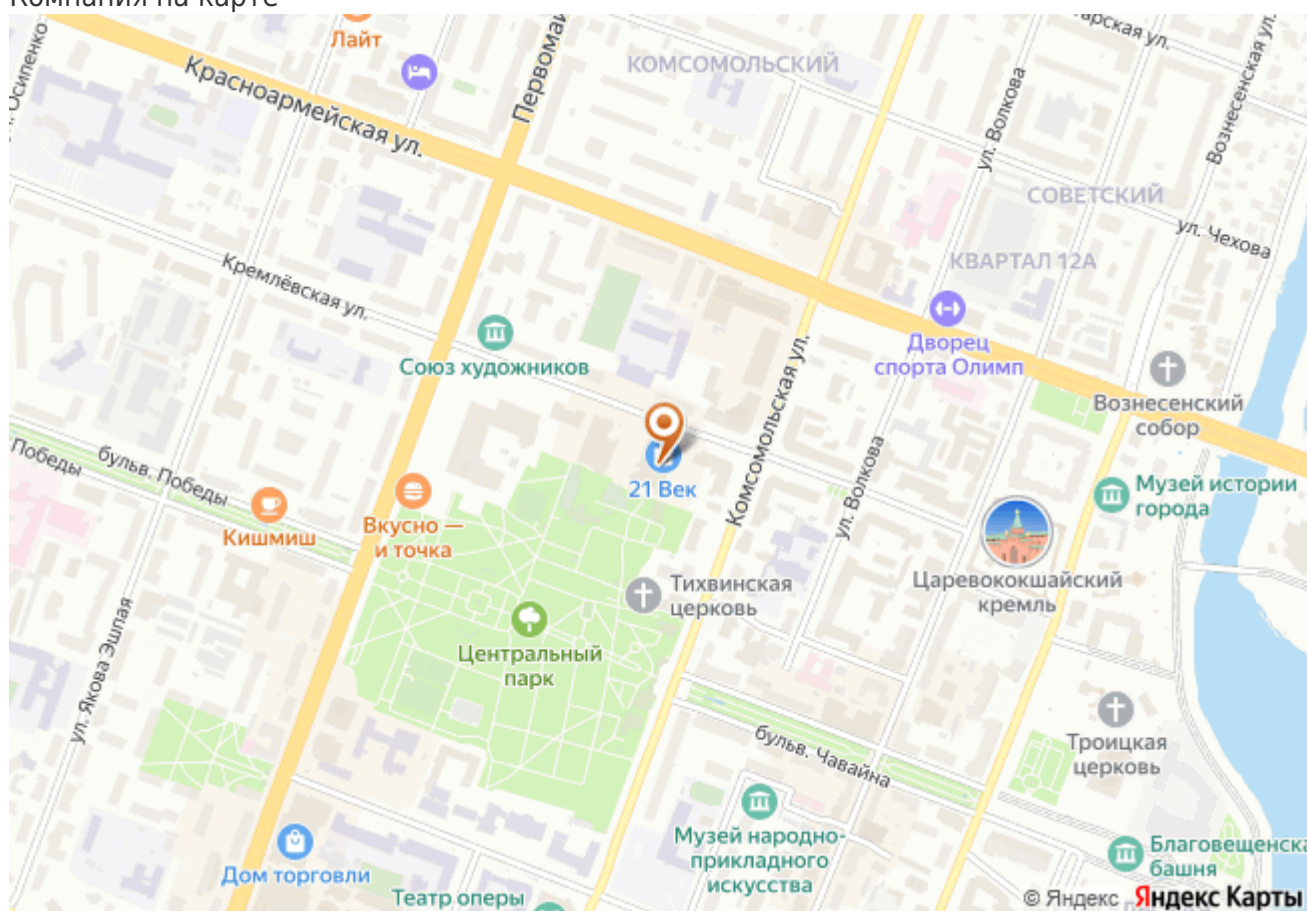 Компания на карте
Лайт
Красноармейская ул.
КОМСОМОЛЬСКИЙ
ул. Волкова
Вознесенская ул.
СОВЕТСКИЙ
ул. Чехова
КВАРТАЛ 12А
Кремлёвская ул.
Союз художников
Дворец
спорта Олимп
Вознесенский
собор
Комсомольская ул.
21 Век
бульв. Победы
Победы
Кишмиш
Вкусно —
и точка
ул. Волкова
Музей истории
города
Тихвинская
церковь
Царевококшайский
кремль
Центральный
парк
ул. Якова Эшпая
бульв. Чавайна
Троицкая
церковь
Музей народно-
прикладного
искусства
Дом торговли
Театр оперы
башня
© Яндекс Яндекс Карты